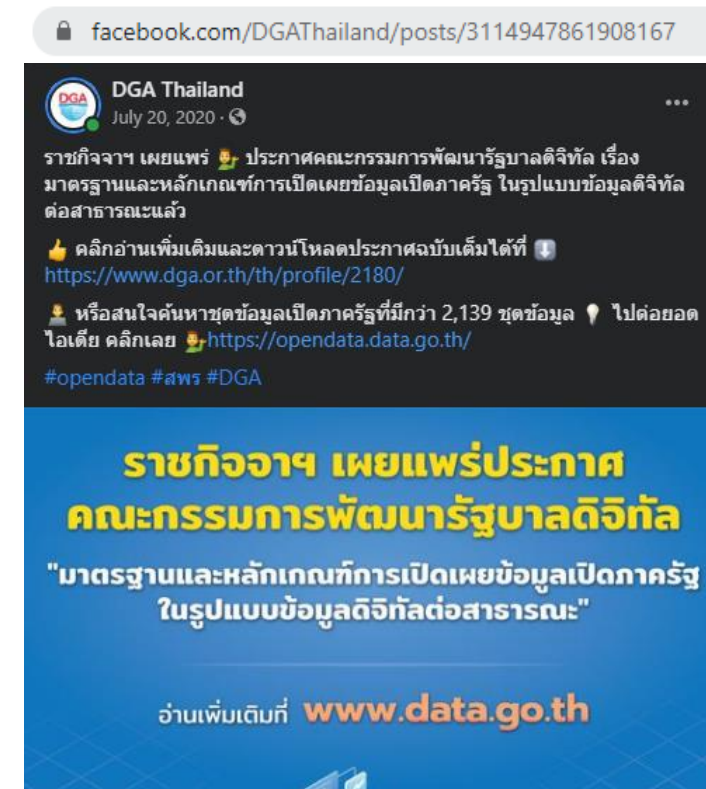 facebook.com/DGAThailand/posts/3114947861908167
DGA
DGA Thailand
July 20, 2020 ·
ราชกิจจาฯ เผยแพร่ ประกาศคณะกรรมการพัฒนารัฐบาลดิจิทัล เรื่อง
มาตรฐานและหลักเกณฑ์การเปิดเผยข้อมูลเปิดภาครัฐ ในรูปแบบข้อมูลดิจิทัล
ต่อสาธารณะแล้ว
👍 คลิกอ่านเพิ่มเติมและดาวน์โหลดประกาศฉบับเต็มได้ที่ ⬇️
https://www.dga.or.th/th/profile/2180/
หรือสนใจค้นหาชุดข้อมูลเปิดภาครัฐที่มีกว่า 2,139 ชุดข้อมูล 💡 ไปต่อยอด
ไอเดีย คลิกเลย https://opendata.data.go.th/
#opendata #สพร #DGA
ราชกิจจาฯ เผยแพร่ประกาศ
คณะกรรมการพัฒนารัฐบาลดิจิทัล
"มาตรฐานและหลักเกณฑ์การเปิดเผยข้อมูลเปิดภาครัฐ
ในรูปแบบข้อมูลดิจิทัลต่อสาธารณะ"
อ่านเพิ่มเติมที่ www.data.go.th